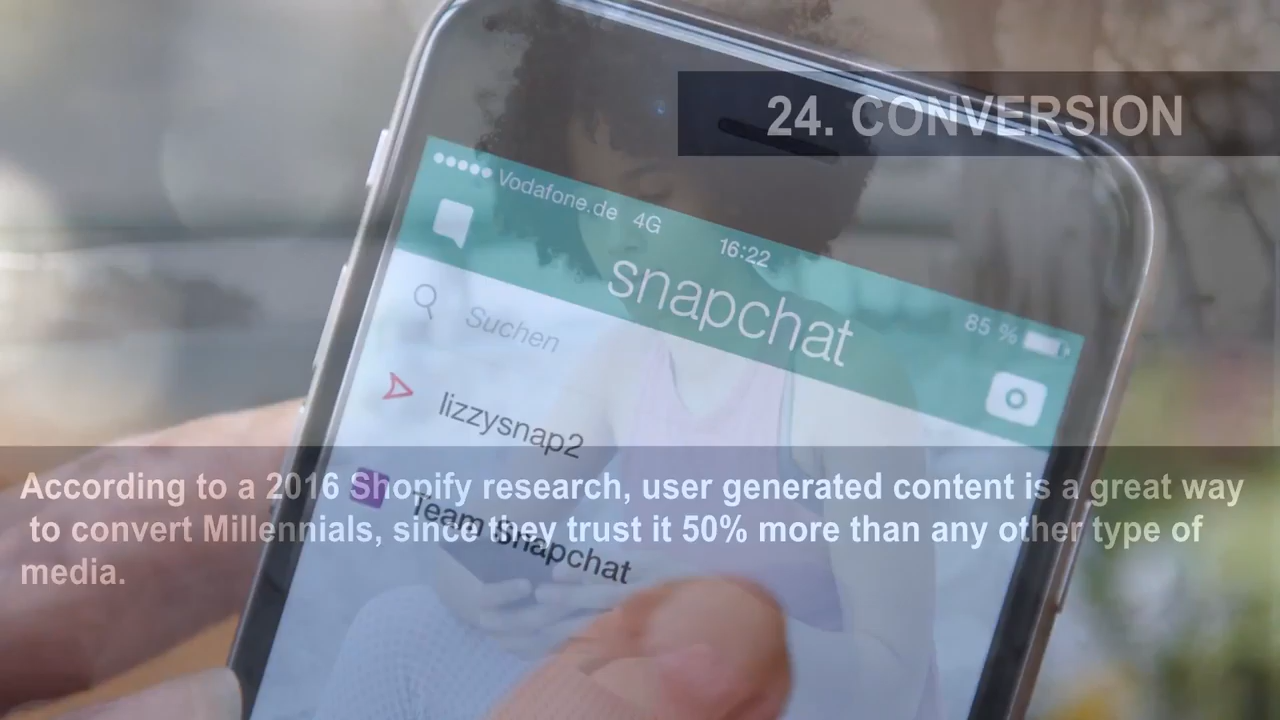 24. CONVERSION
Vodafone.de 4G 16:22 85 %
snapchat
Suchen
lizzysnap2
Team Snapchat
According to a 2016 Shopify research, user generated content is a great way
to convert Millennials, since they trust it 50% more than any other type of
media.